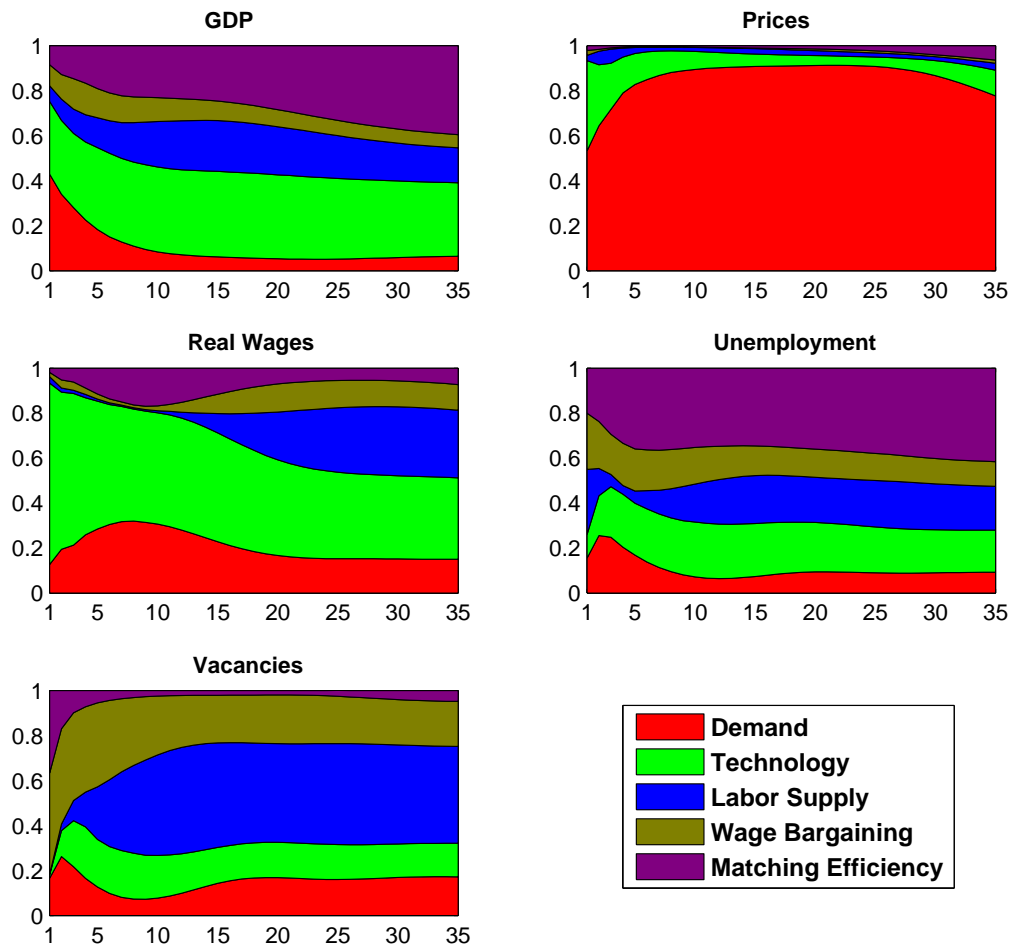 GDP
1
0.8
0.6
0.4
0.2
0
1 5 10 15 20 25 30 35
Prices
1
0.8
0.6
0.4
0.2
0
1 5 10 15 20 25 30 35
Real Wages
1
0.8
0.6
0.4
0.2
0
1 5 10 15 20 25 30 35
Unemployment
1
0.8
0.6
0.4
0.2
0
1 5 10 15 20 25 30 35
Vacancies
1
0.8
0.6
0.4
0.2
0
1 5 10 15 20 25 30 35
Demand
Technology
Labor Supply
Wage Bargaining
Matching Efficiency